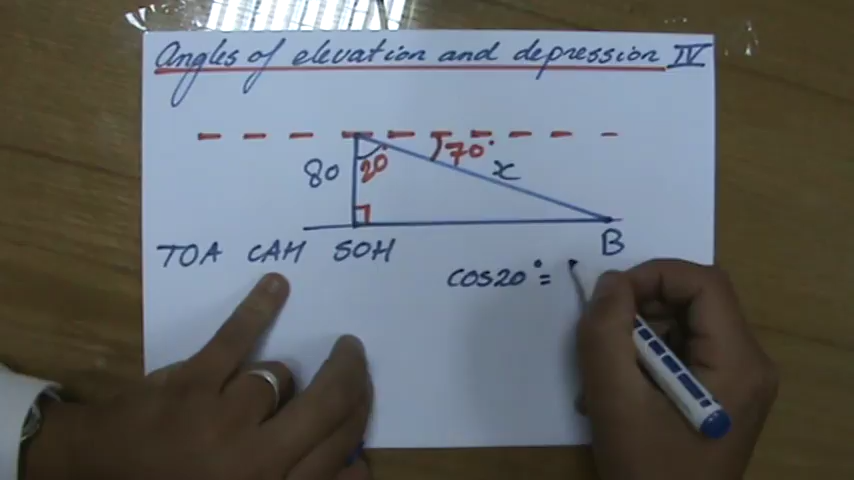 Angles of elevation and depression IV
80 20 70° x
TOA CAH SOH B
cos20° =